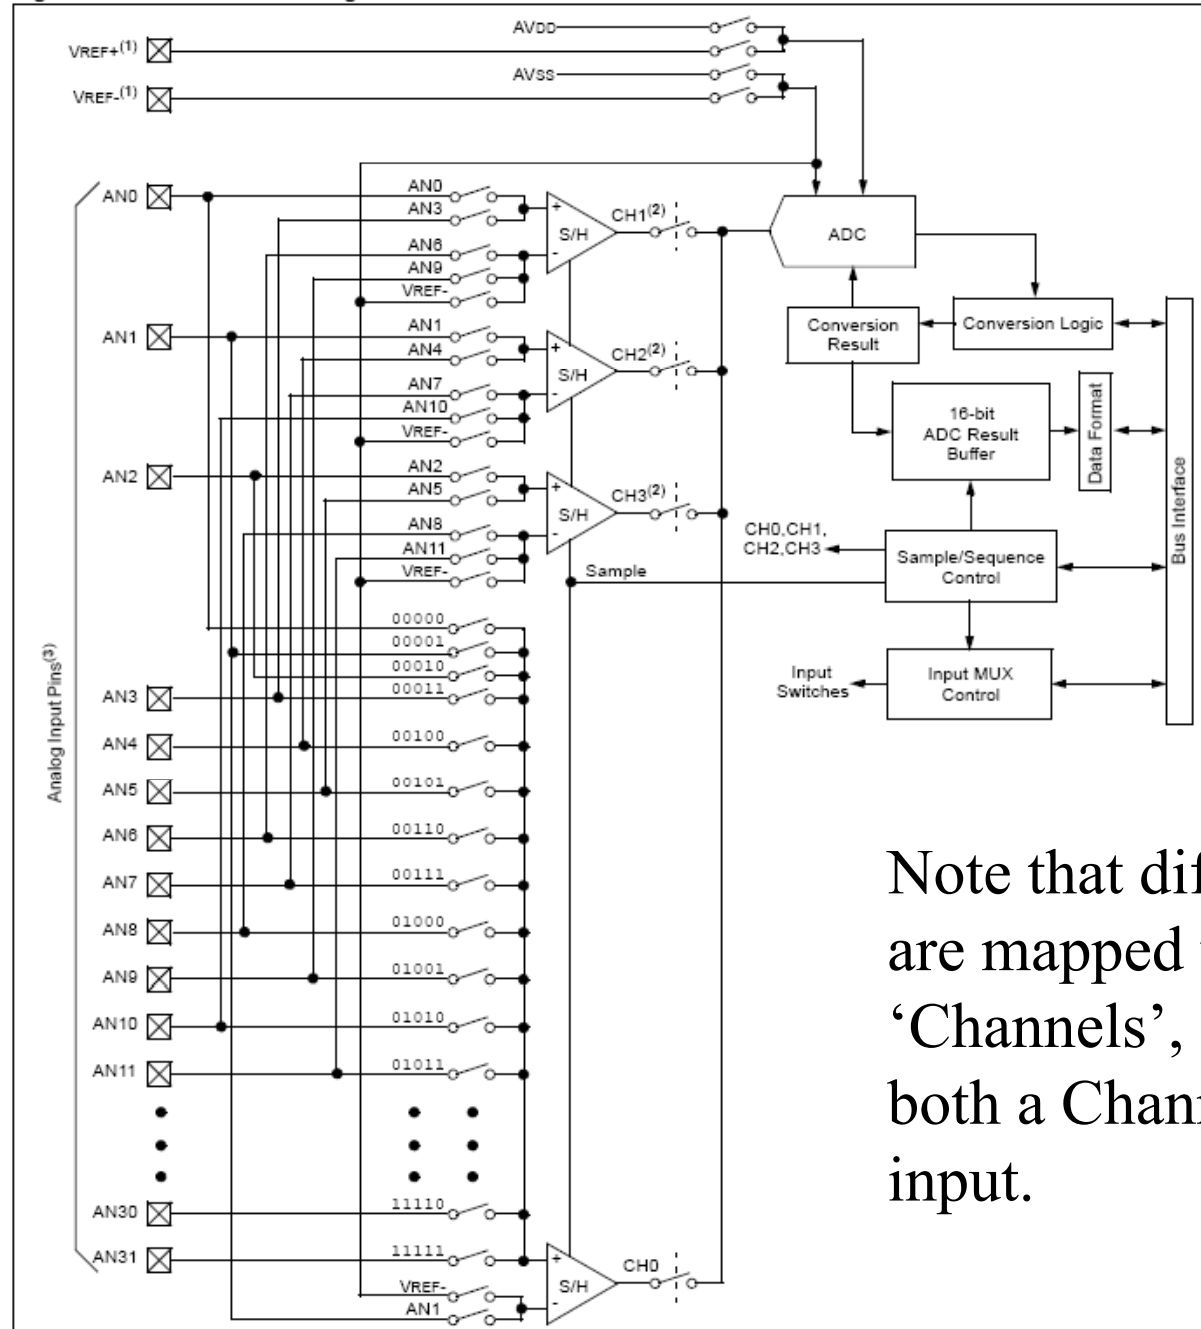 AVDD
VREF+(1)
AVSS
VREF-(1)
Analog Input Pins(3)
AN0
AN0
AN3
AN6
AN9
VREF-
+
-
S/H
CH1(2)
ADC
Conversion Result
Conversion Logic
AN1
AN1
AN4
AN7
AN10
VREF-
+
-
S/H
CH2(2)
16-bit
ADC Result
Buffer
Data Format
Bus Interface
AN2
AN2
AN5
AN8
AN11
VREF-
+
-
S/H
CH3(2)
CH0,CH1,
CH2,CH3
Sample/Sequence
Control
Sample
Input
Switches
Input MUX
Control
00000
00001
00010
AN3 00011
AN4 00100
AN5 00101
AN6 00110
AN7 00111
AN8 01000
AN9 01001
AN10 01010
AN11 01011
AN30 11110
AN31 11111
VREF-
AN1
+
-
S/H
CH0
Note that
are mapped
‘Channels’,
both a
input.